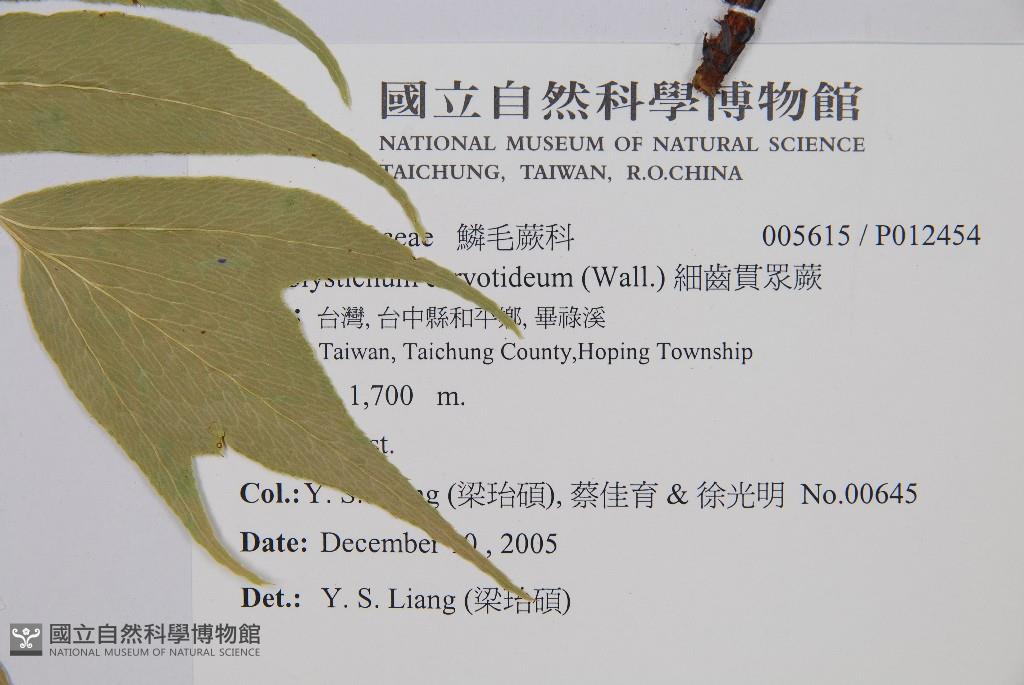 國立自然科學博物館
NATIONAL MUSEUM OF NATURAL SCIENCE
TAICHUNG, TAIWAN, R.O.CHINA
鱗毛蕨科 005615 / P012454
(Wall.) 細齒貫眾蕨
台灣, 台中縣和平鄉, 畢祿溪
Taiwan, Taichung County,Hoping Township
1,700 m.
Col.: Y. S. (梁珆碩), 蔡佳育 & 徐光明 No.00645
Date: December , 2005
Det.: Y. S. Liang (梁珆碩)
國立自然科學博物館
NATIONAL MUSEUM OF NATURAL SCIENCE